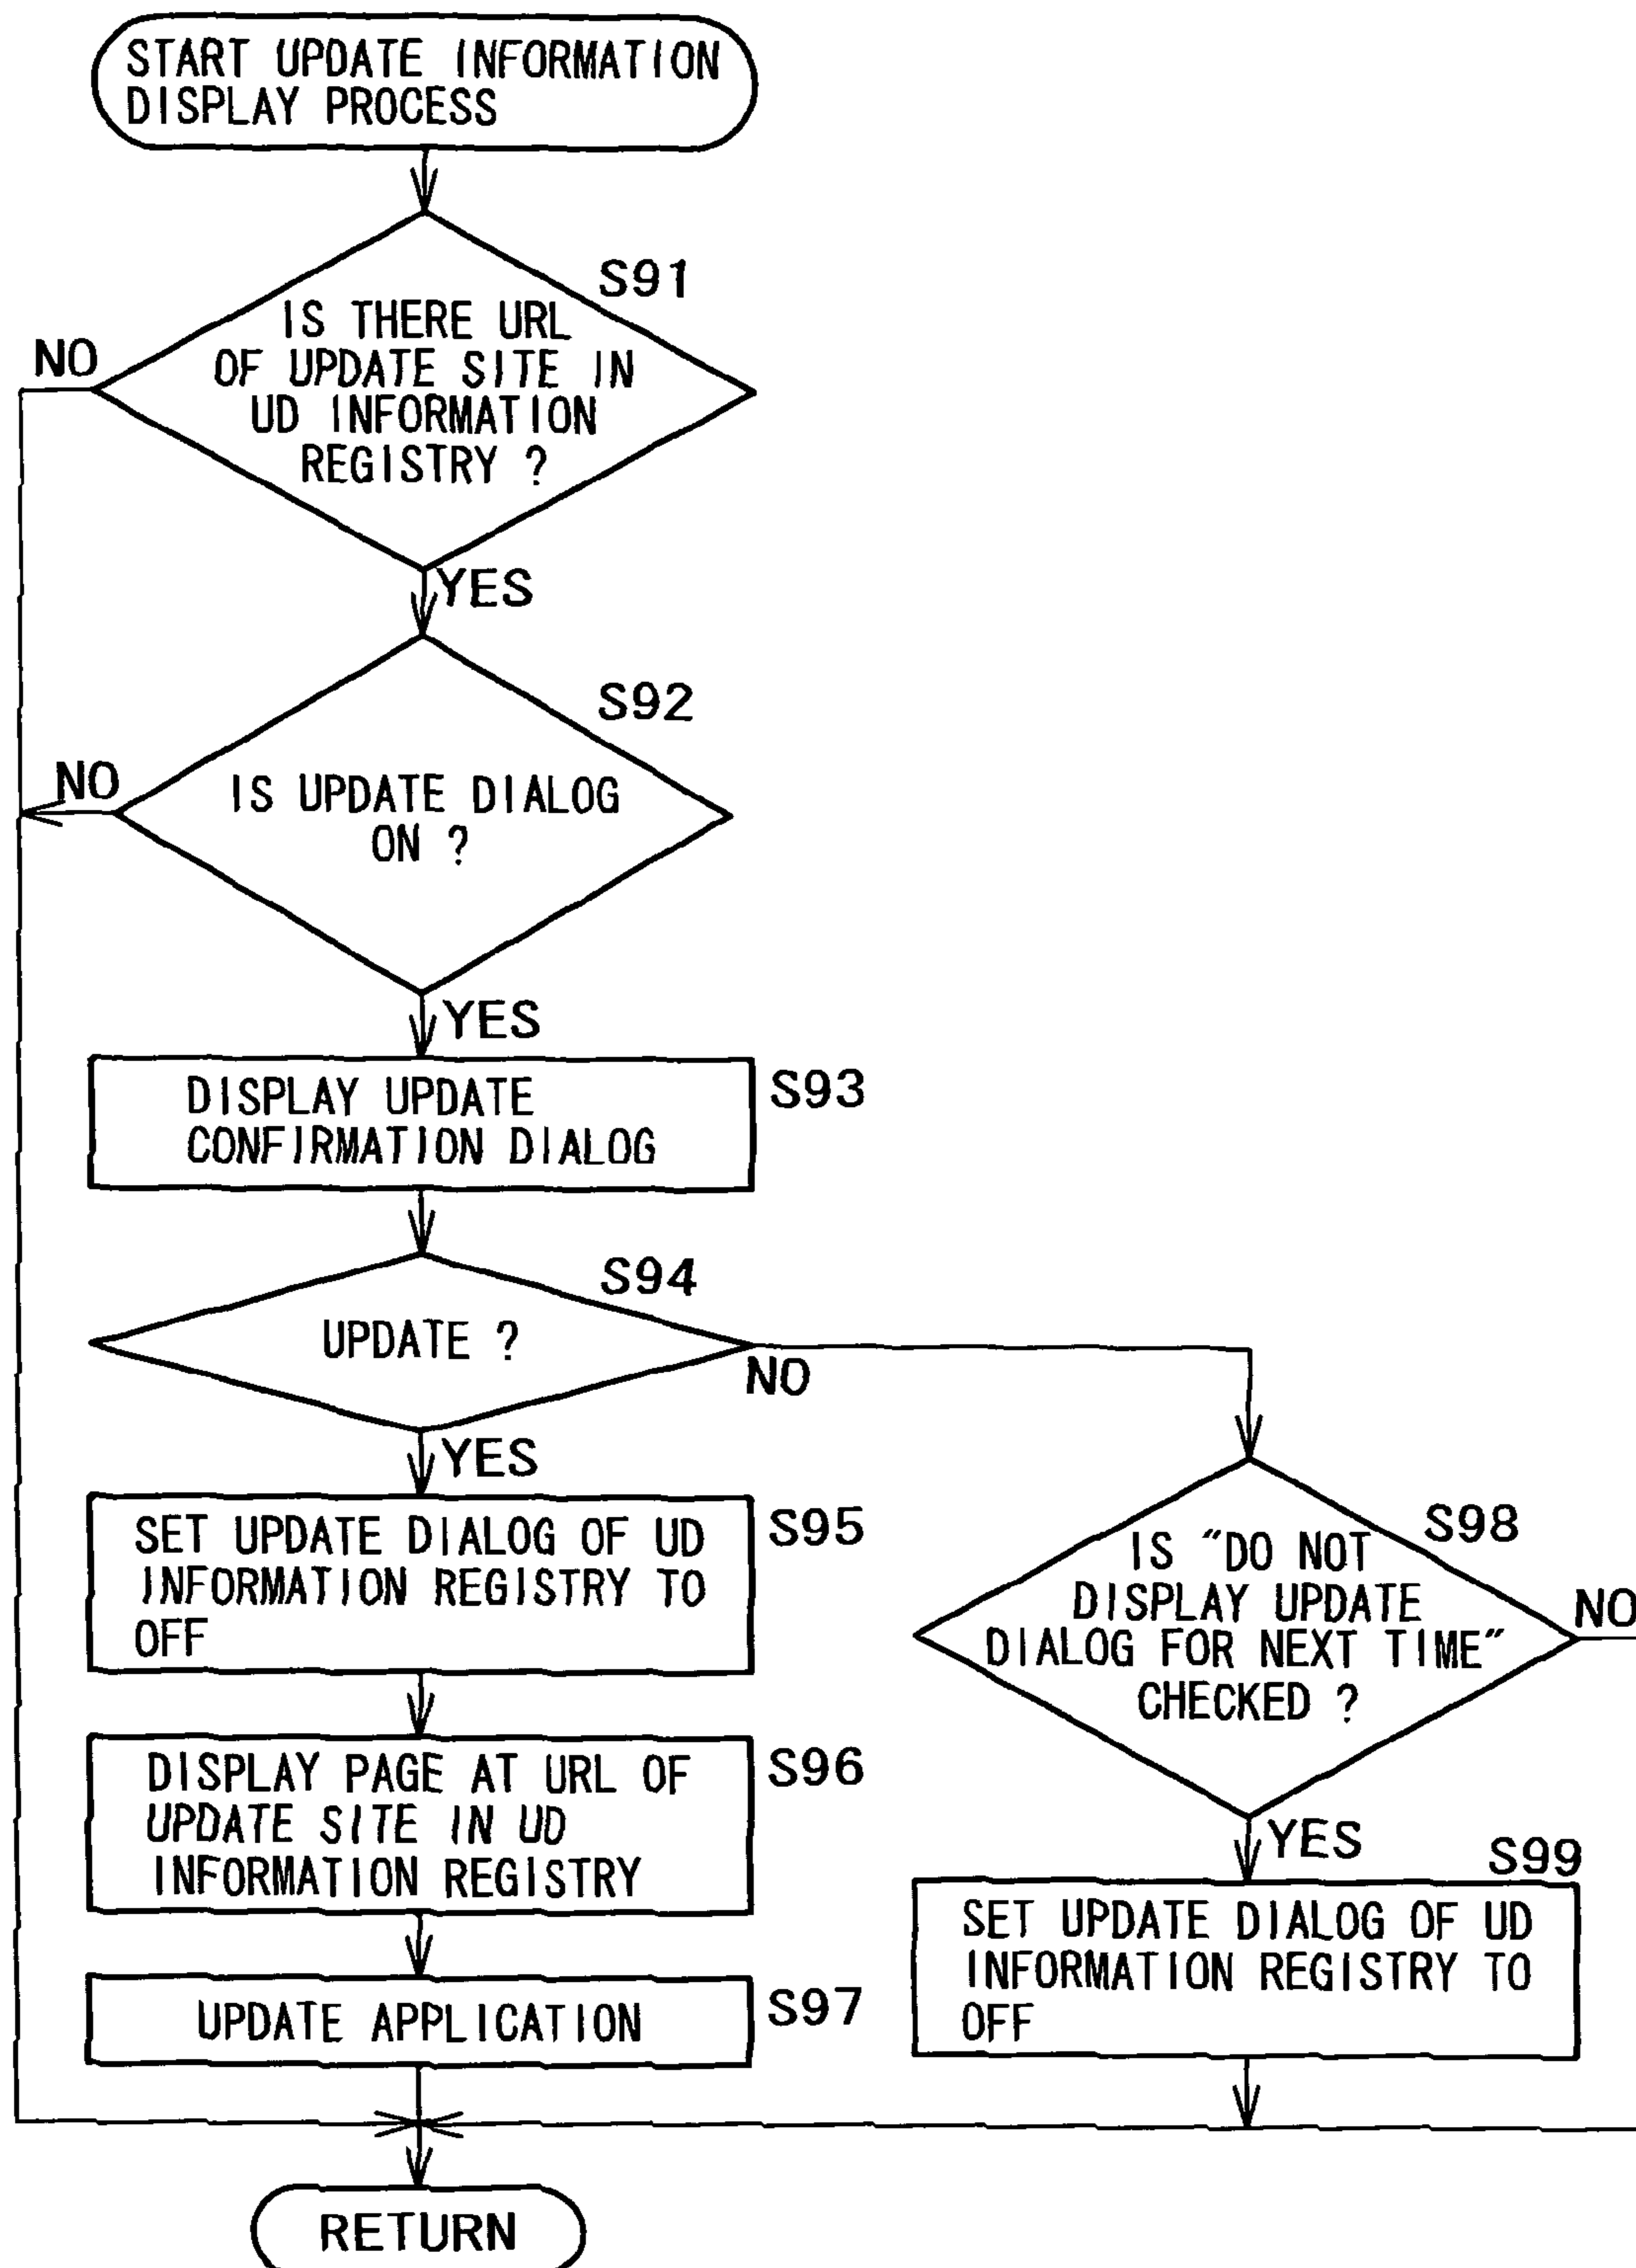 START UPDATE INFORMATION
DISPLAY PROCESS
S91
IS THERE URL
OF UPDATE SITE IN
UD INFORMATION
REGISTRY ?
NO
YES
S92
IS UPDATE DIALOG
ON ?
NO
YES
DISPLAY UPDATE
CONFIRMATION DIALOG
S93
S94
UPDATE ?
NO
YES
SET UPDATE DIALOG OF UD
INFORMATION REGISTRY TO
OFF
S95
DISPLAY PAGE AT URL OF
UPDATE SITE IN UD
INFORMATION REGISTRY
S96
UPDATE APPLICATION
S97
S98
IS "DO NOT
DISPLAY UPDATE
DIALOG FOR NEXT TIME"
CHECKED ?
NO
YES
S99
SET UPDATE DIALOG OF UD
INFORMATION REGISTRY TO
OFF
RETURN